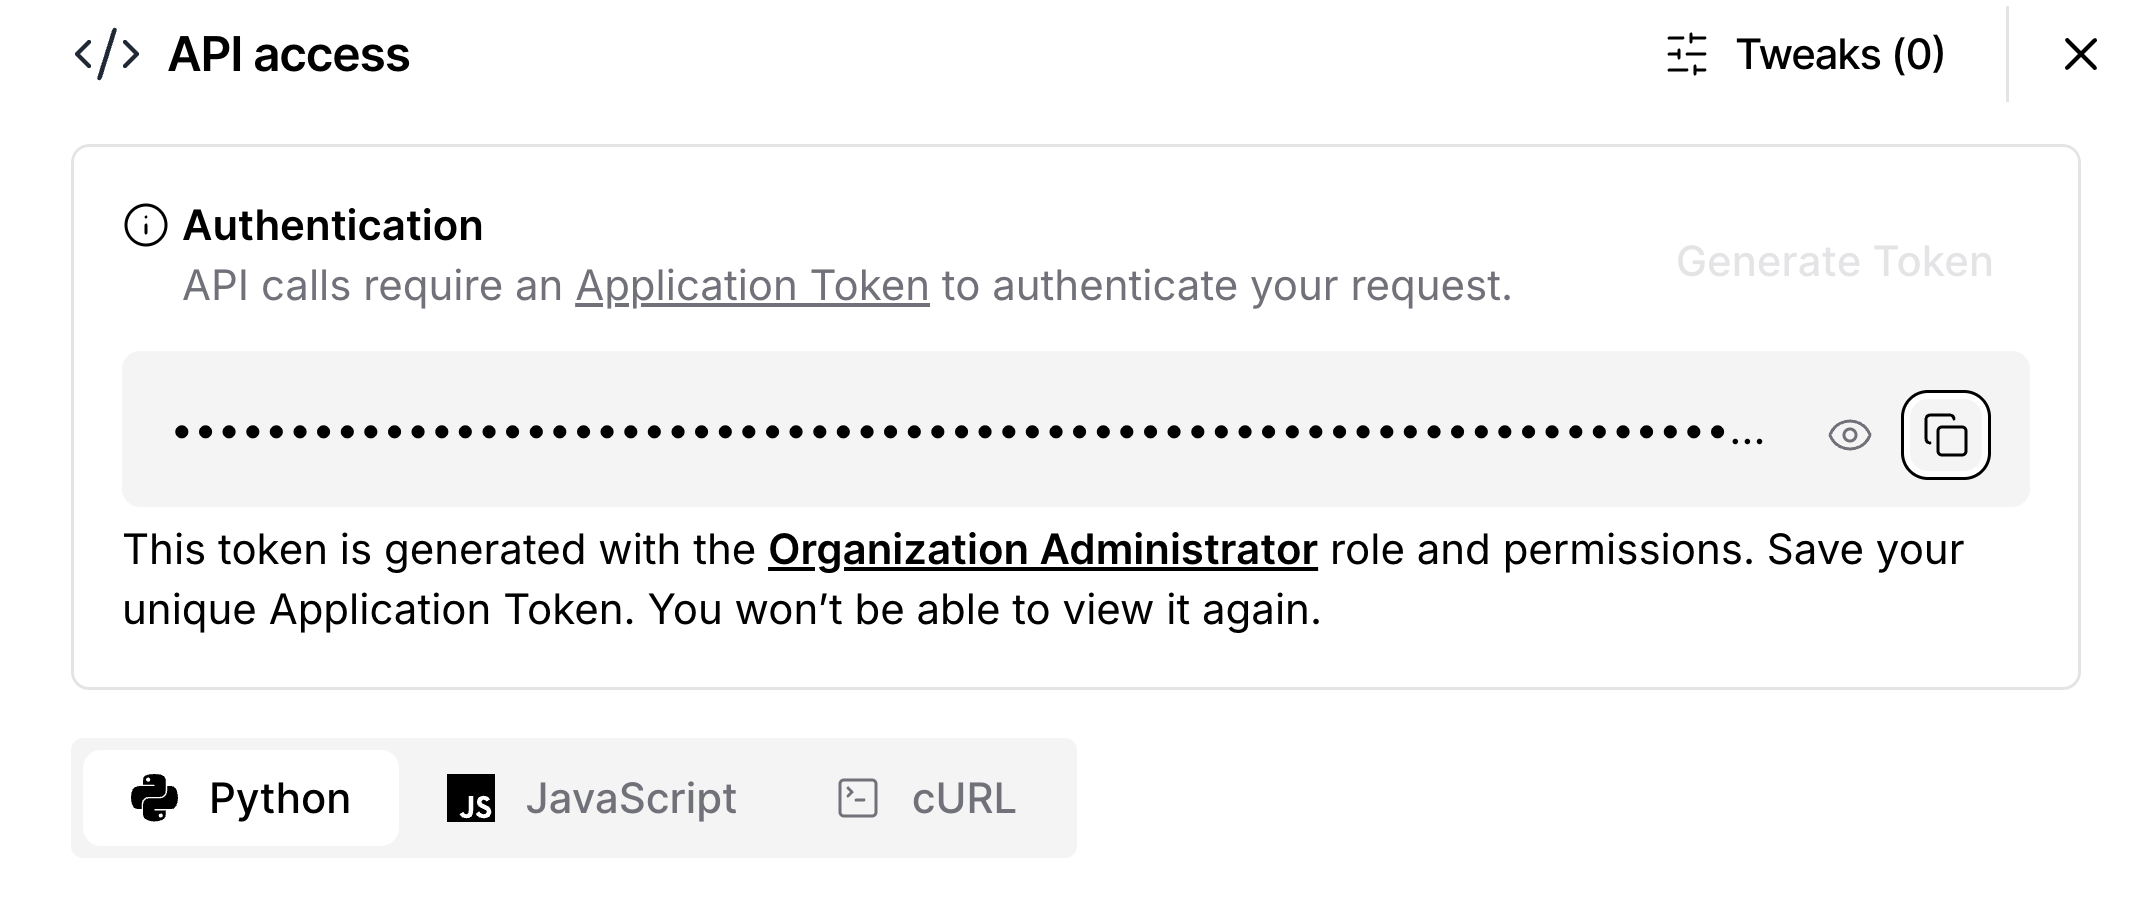 </> API access
Tweaks (0)
Authentication
API calls require an Application Token to authenticate your request.
Generate Token
••••••••••••••••••••••••••••••••••••••••••••••••••••••••••••••••••...
This token is generated with the Organization Administrator role and permissions. Save your
unique Application Token. You won’t be able to view it again.
Python
JS JavaScript
cURL